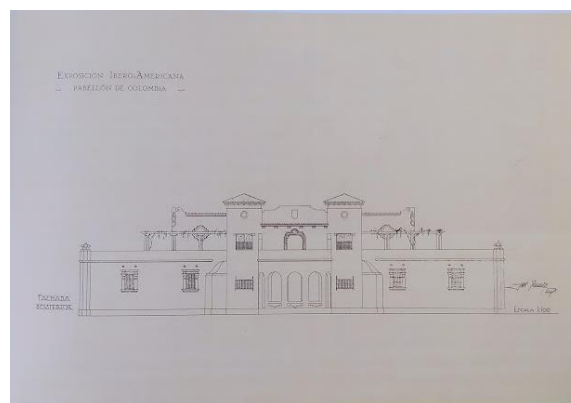 EXPOSICIÓN IBERO-AMERICANA
PABELLÓN DE COLOMBIA
FACHADA
POSTERIOR
ESCALA 1:100